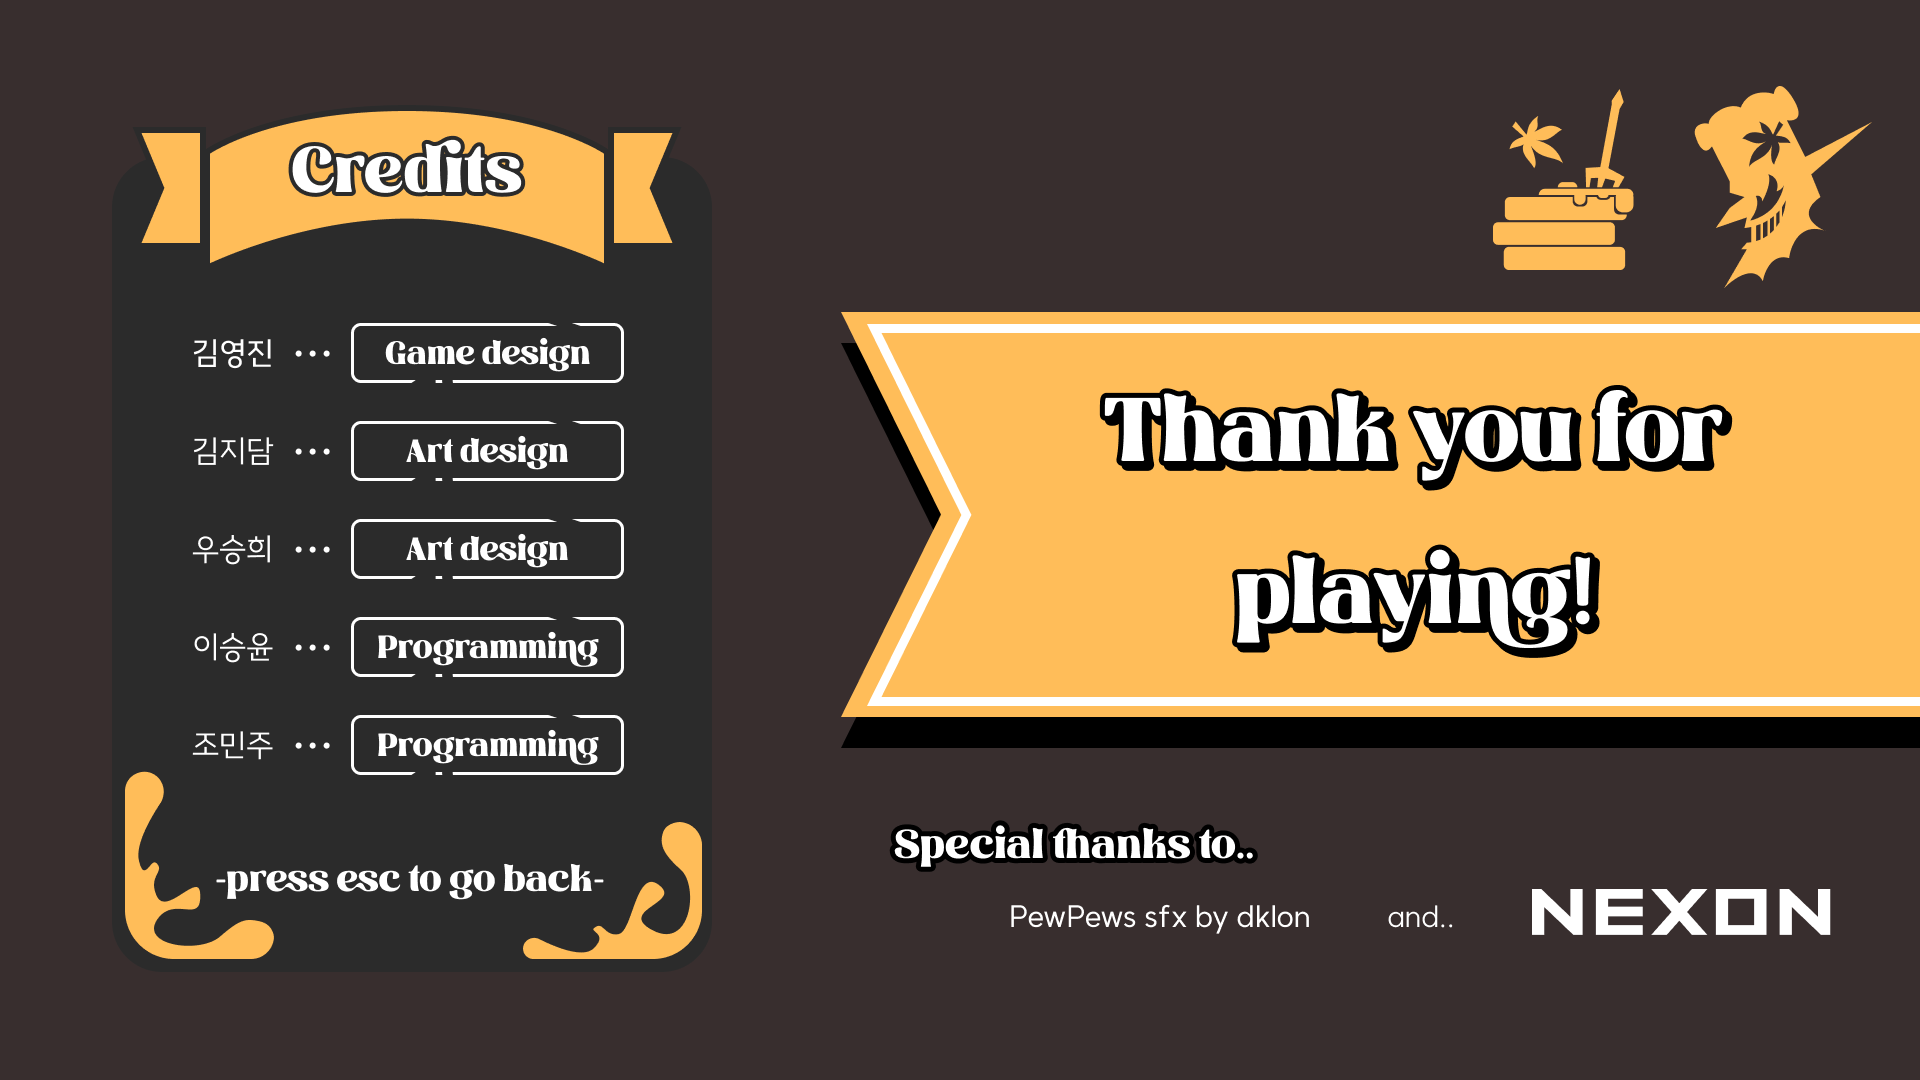 Credits
김영진 ••• Game design
김지담 ••• Art design
우승희 ••• Art design
이승윤 ••• Programming
조민주 ••• Programming
-press esc to go back-
Thank you for
playing!
Special thanks to..
PewPews sfx by dklon and.. NEXON